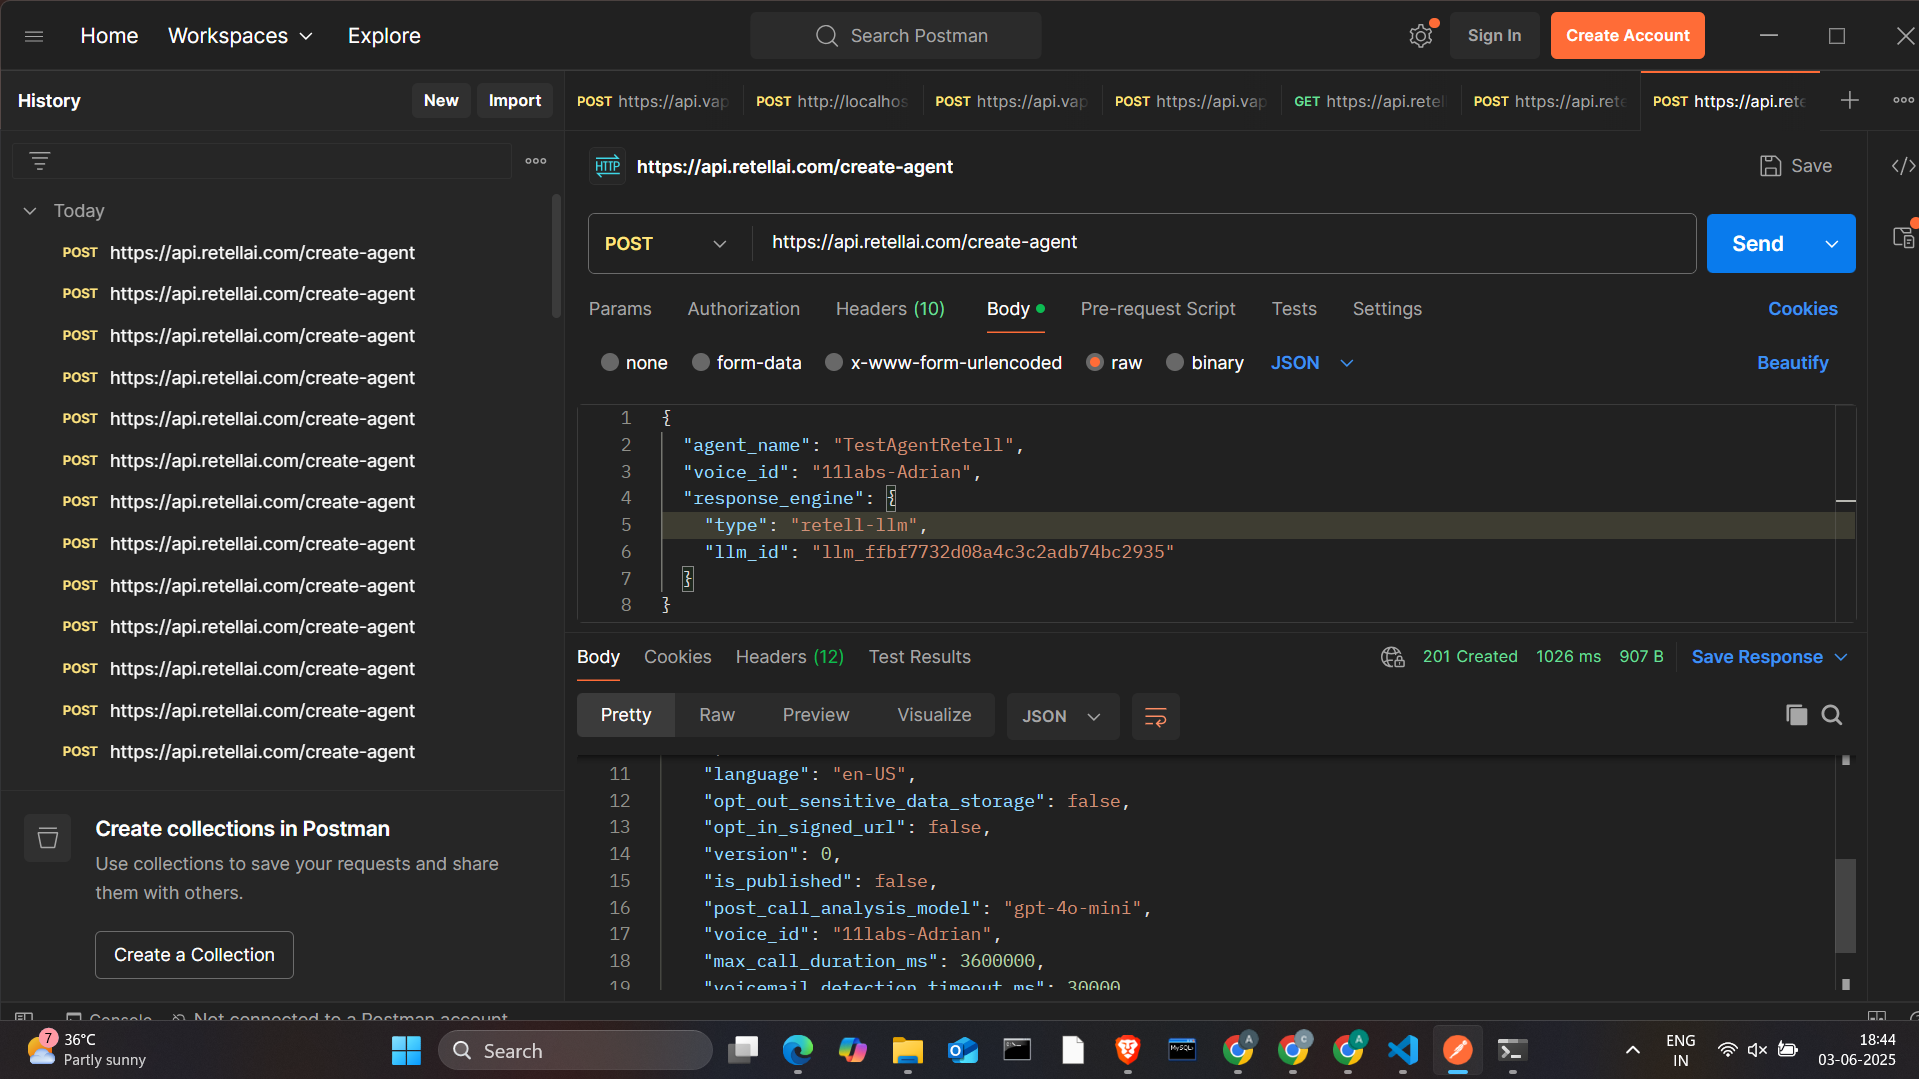 Home Workspaces Explore Search Postman Sign In Create Account
History New Import
POST https://api.vap POST http://localhos POST https://api.vap POST https://api.vap GET https://api.retell POST https://api.rete POST https://api.rete
HTTP https://api.retellai.com/create-agent Save
Today
POST https://api.retellai.com/create-agent
POST https://api.retellai.com/create-agent
POST https://api.retellai.com/create-agent
POST https://api.retellai.com/create-agent
POST https://api.retellai.com/create-agent
POST https://api.retellai.com/create-agent
POST https://api.retellai.com/create-agent
POST https://api.retellai.com/create-agent
POST https://api.retellai.com/create-agent
POST https://api.retellai.com/create-agent
POST https://api.retellai.com/create-agent
POST https://api.retellai.com/create-agent
POST https://api.retellai.com/create-agent
Create collections in Postman
Use collections to save your requests and share
them with others.
Create a Collection
POST https://api.retellai.com/create-agent Send
Params Authorization Headers (10) Body Pre-request Script Tests Settings Cookies
none form-data x-www-form-urlencoded raw binary JSON Beautify
1 {
2 "agent_name": "TestAgentRetell",
3 "voice_id": "11labs-Adrian",
4 "response_engine": {
5 "type": "retell-llm",
6 "llm_id": "llm_ffbf7732d08a4c3c2adb74bc2935"
7 }
8 }
Body Cookies Headers (12) Test Results 201 Created 1026 ms 907 B Save Response
Pretty Raw Preview Visualize JSON
11 "language": "en-US",
12 "opt_out_sensitive_data_storage": false,
13 "opt_in_signed_url": false,
14 "version": 0,
15 "is_published": false,
16 "post_call_analysis_model": "gpt-4o-mini",
17 "voice_id": "11labs-Adrian",
18 "max_call_duration_ms": 3600000,
19 "voicemail_detection_timeout_ms": 30000
Console Not connected to a Postman account
7 36°C
Partly sunny
Search
MySQL
A C A
ENG
IN
18:44
03-06-2025